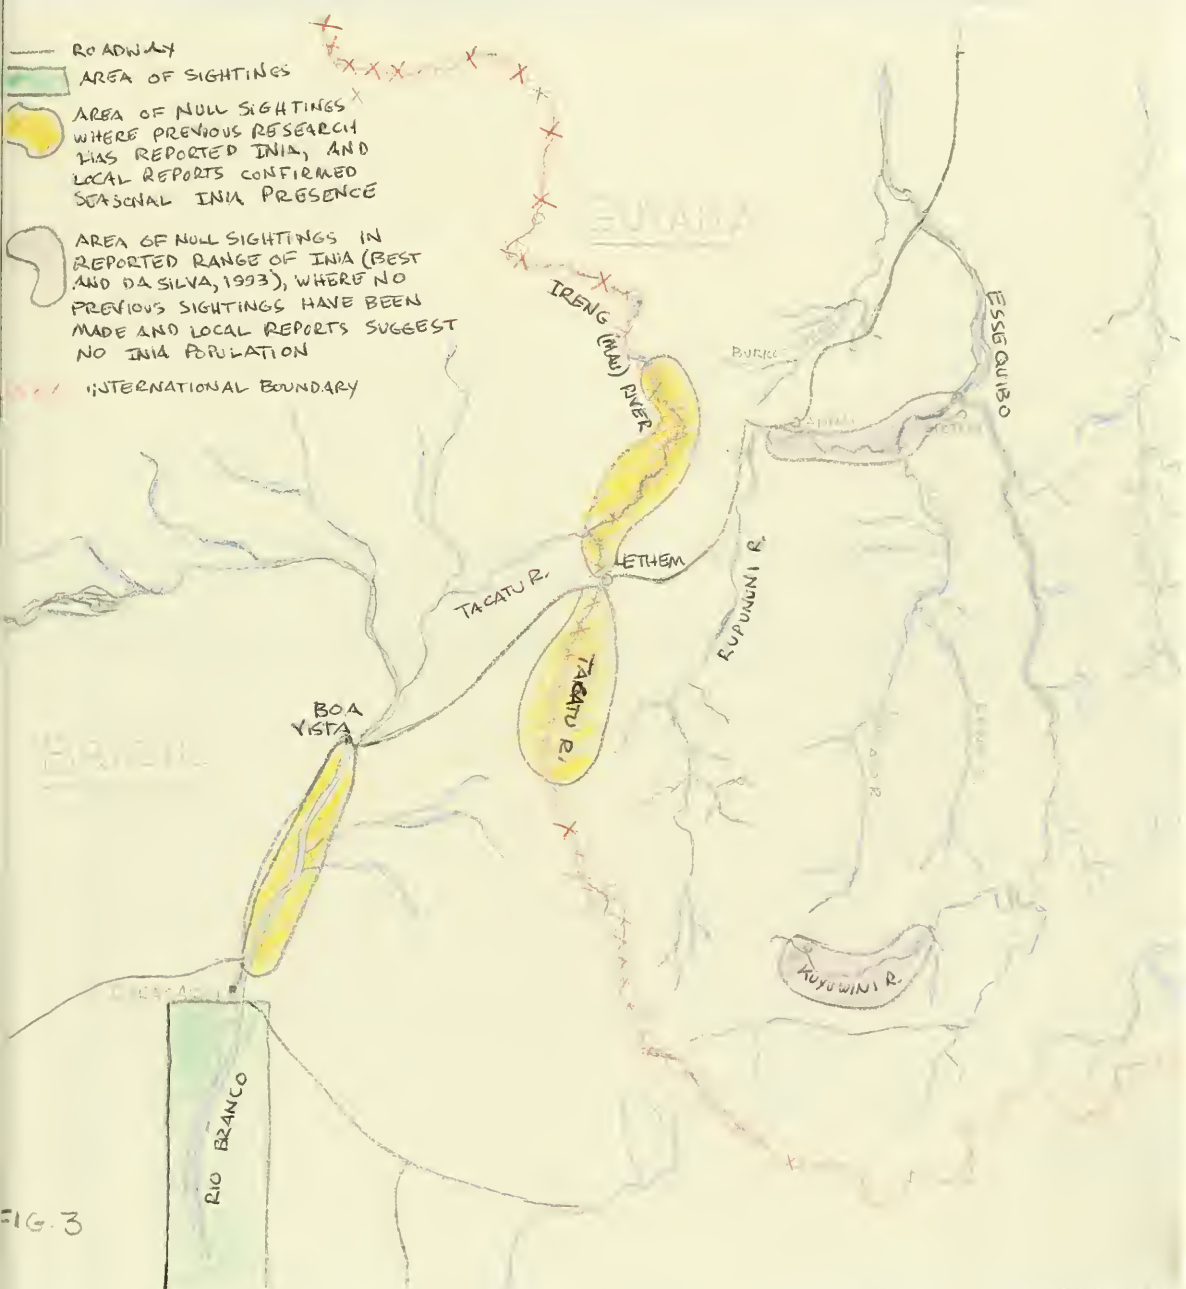 ROADWAY
AREA OF SIGHTINGS
AREA OF NULL SIGHTINGS
WHERE PREVIOUS RESEARCH
HAS REPORTED INIA, AND
LOCAL REPORTS CONFIRMED
SEASONAL INIA PRESENCE
AREA OF NULL SIGHTINGS IN
REPORTED RANGE OF INIA (BEST
AND DA SILVA, 1993), WHERE NO
PREVIOUS SIGHTINGS HAVE BEEN
MADE AND LOCAL REPORTS SUGGEST
NO INIA POPULATION
INTERNATIONAL BOUNDARY
GUYANA
IRENG (MAU) RIVER
ESSEQUIBO
LETHEM
TACATU R.
RUPUNUNI R.
TACATU R.
BOA
VISTA
BRAZIL
KUYUWINI R.
RIO BRANCO
FIG. 3